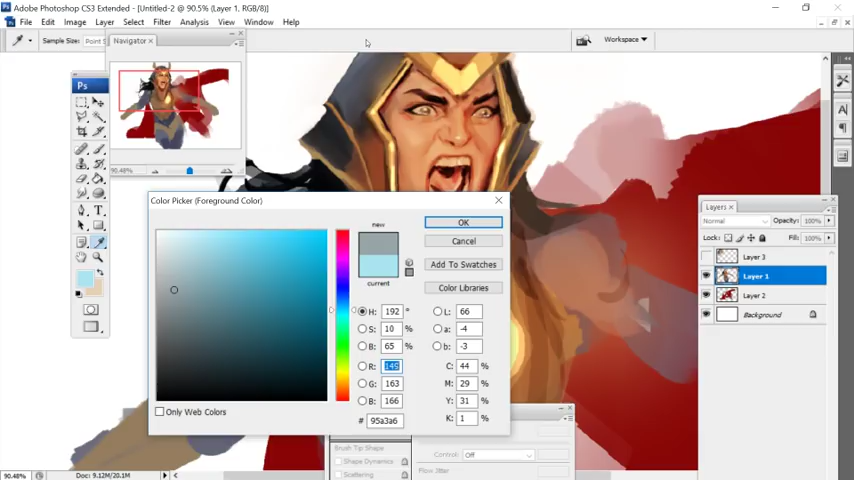 Adobe Photoshop CS3 Extended - [Untitled-2 @ 90.5% (Layer 1, RGB/8)]
File Edit Image Layer Select Filter Analysis View Window Help
Sample Size: Point S
Workspace
Navigator ×
Ps
90.48%
Color Picker (Foreground Color)
new
current
OK
Cancel
Add To Swatches
Color Libraries
H: 192 °
S: 10 %
B: 65 %
R: 149
G: 163
B: 166
# 95a3a6
L: 66
a: -4
b: -3
C: 44 %
M: 29 %
Y: 31 %
K: 1 %
Only Web Colors
Layers ×
Normal Opacity: 100%
Lock: Fill: 100%
Layer 3
Layer 1
Layer 2
Background
Brush Tip Shape
Shape Dynamics
Scattering
Control: Off
Flow Jitter
90.48% Doc: 9.12M/20.1M